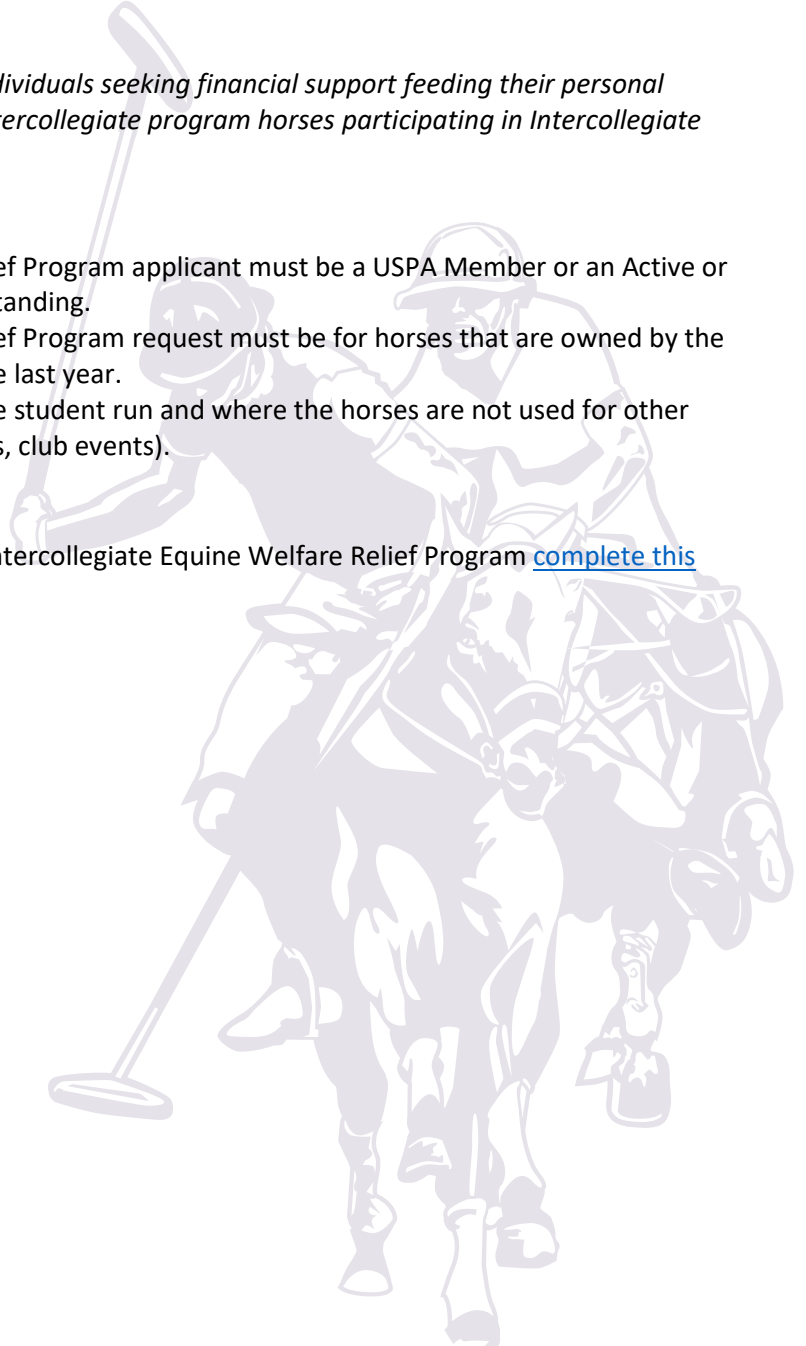 dividuals seeking financial support feeding their personal
tercollegiate program horses participating in Intercollegiate
ef Program applicant must be a USPA Member or an Active or
tanding.
ef Program request must be for horses that are owned by the
e last year.
e student run and where the horses are not used for other
s, club events).
ntercollegiate Equine Welfare Relief Program complete this